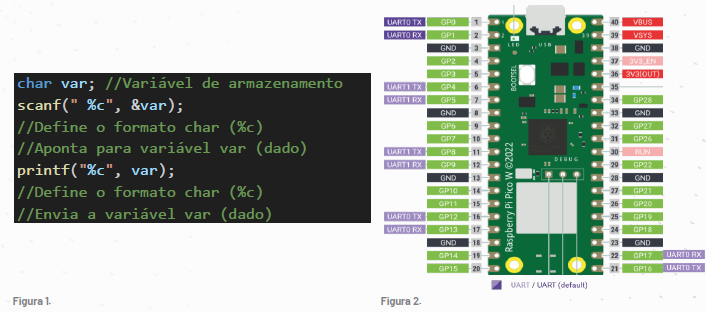 char var; //Variável de armazenamento
scanf(" %c", &var);
//Define o formato char (%c)
//Aponta para variável var (dado)
printf("%c", var);
//Define o formato char (%c)
//Envia a variável var (dado)
Figura 1.
UART0 TX GP0 1
UART0 RX GP1 2
GND 3
GP2 4
GP3 5
UART1 TX GP4 6
UART1 RX GP5 7
GND 8
GP6 9
GP7 10
UART1 TX GP8 11
UART1 RX GP9 12
GND 13
GP10 14
GP11 15
UART0 TX GP12 16
UART0 RX GP13 17
GND 18
GP14 19
GP15 20
LED USB
BOOTSEL
DEBUG
Raspberry Pi Pico W ©2022
40 VBUS
39 VSYS
38 GND
37 3V3_EN
36 3V3(OUT)
35
34 GP28
33 GND
32 GP27
31 GP26
30 RUN
29 GP22
28 GND
27 GP21
26 GP20
25 GP19
24 GP18
23 GND
22 GP17 UART0 RX
21 GP16 UART0 TX
UART / UART (default)
Figura 2.